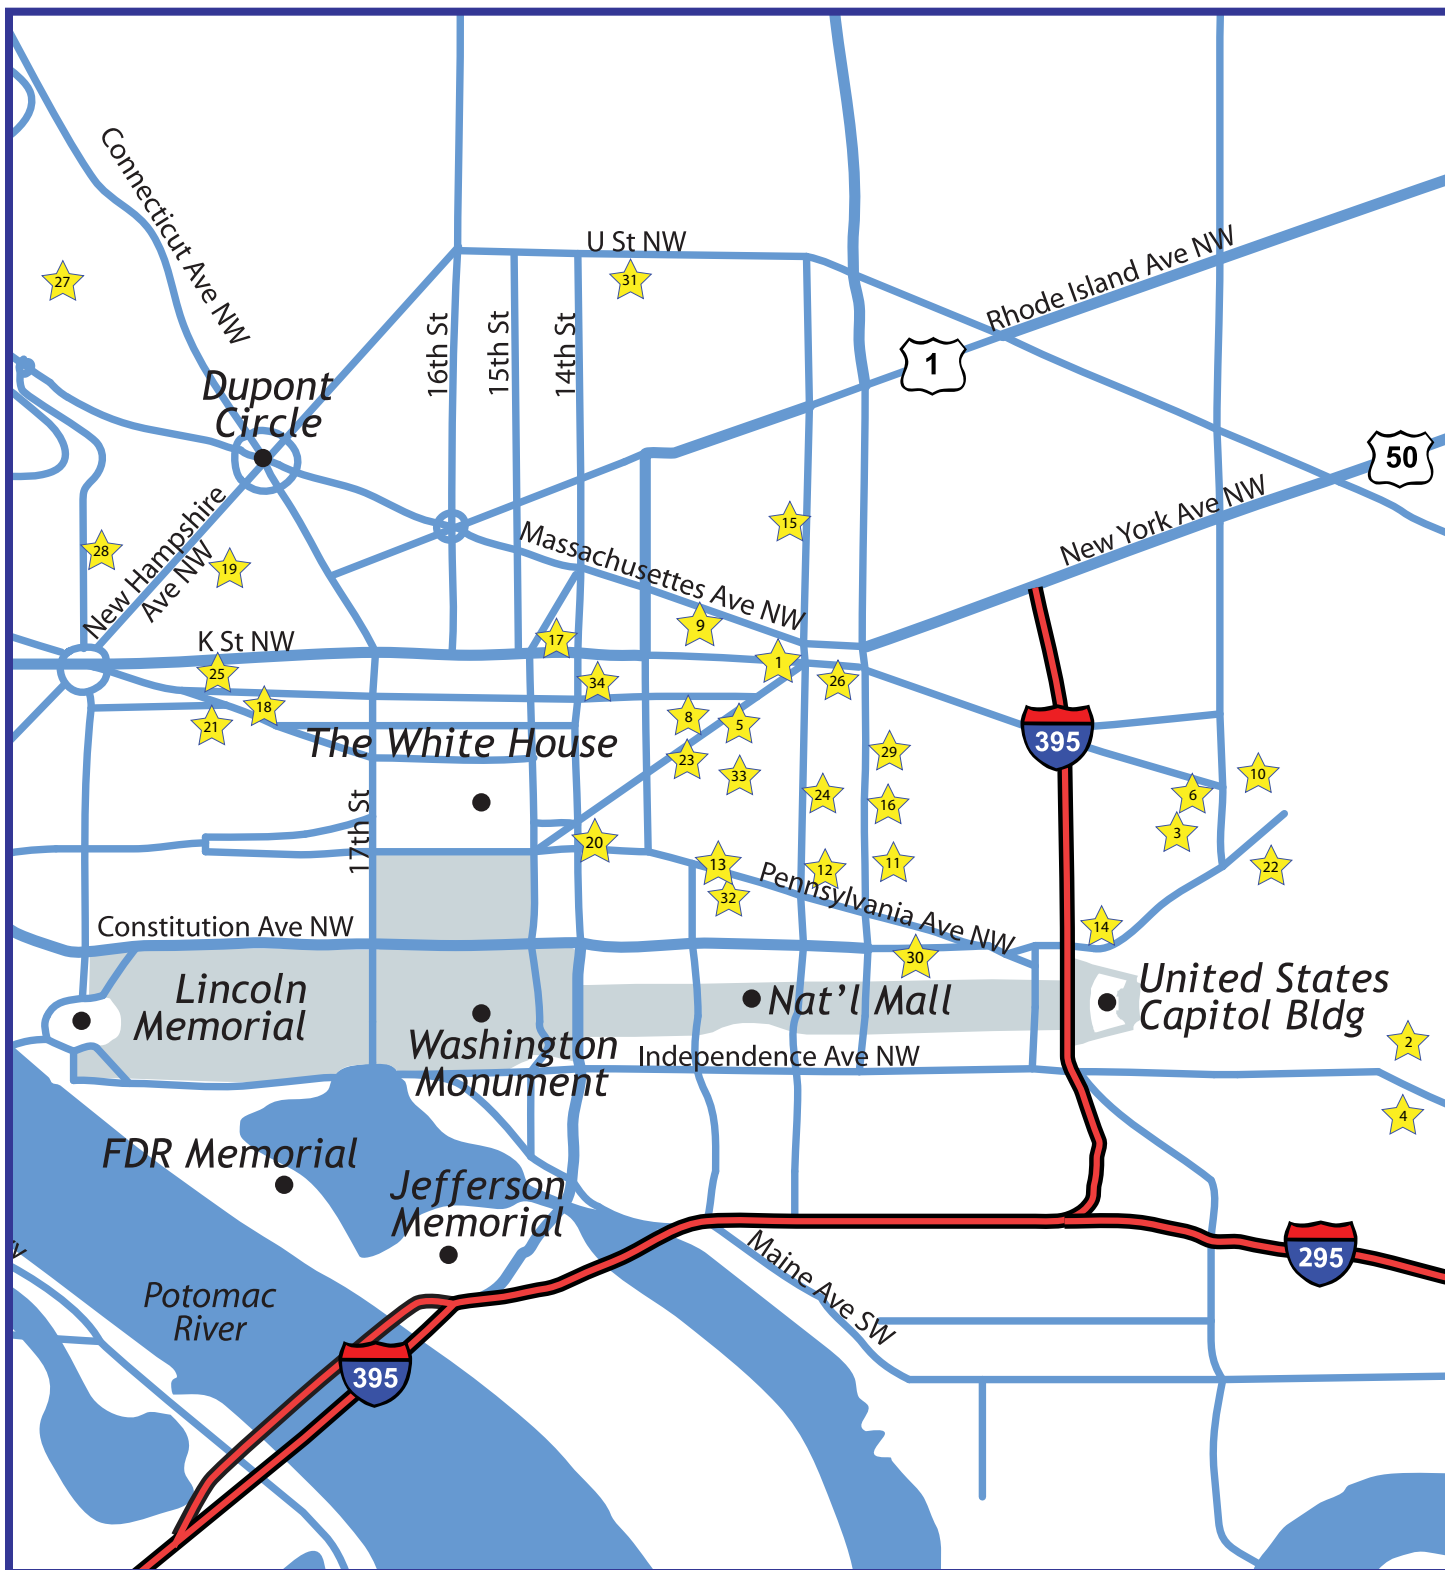 Connecticut Ave NW
U St NW
27
31
Rhode Island Ave NW
16th St
15th St
14th St
1
Dupont
Circle
50
New Hampshire
Ave NW
New York Ave NW
15
Massachusettes Ave NW
28
19
9
K St NW
17
1
25
34
26
18
8
5
21
The White House
395
23
29
33
10
24
6
16
17th St
3
20
13
12
11
22
32
Pennsylvania Ave NW
Constitution Ave NW
14
30
Lincoln
Memorial
Nat'l Mall
United States
Capitol Bldg
Washington
Monument
Independence Ave NW
2
4
FDR Memorial
Jefferson
Memorial
Maine Ave SW
295
Potomac
River
395